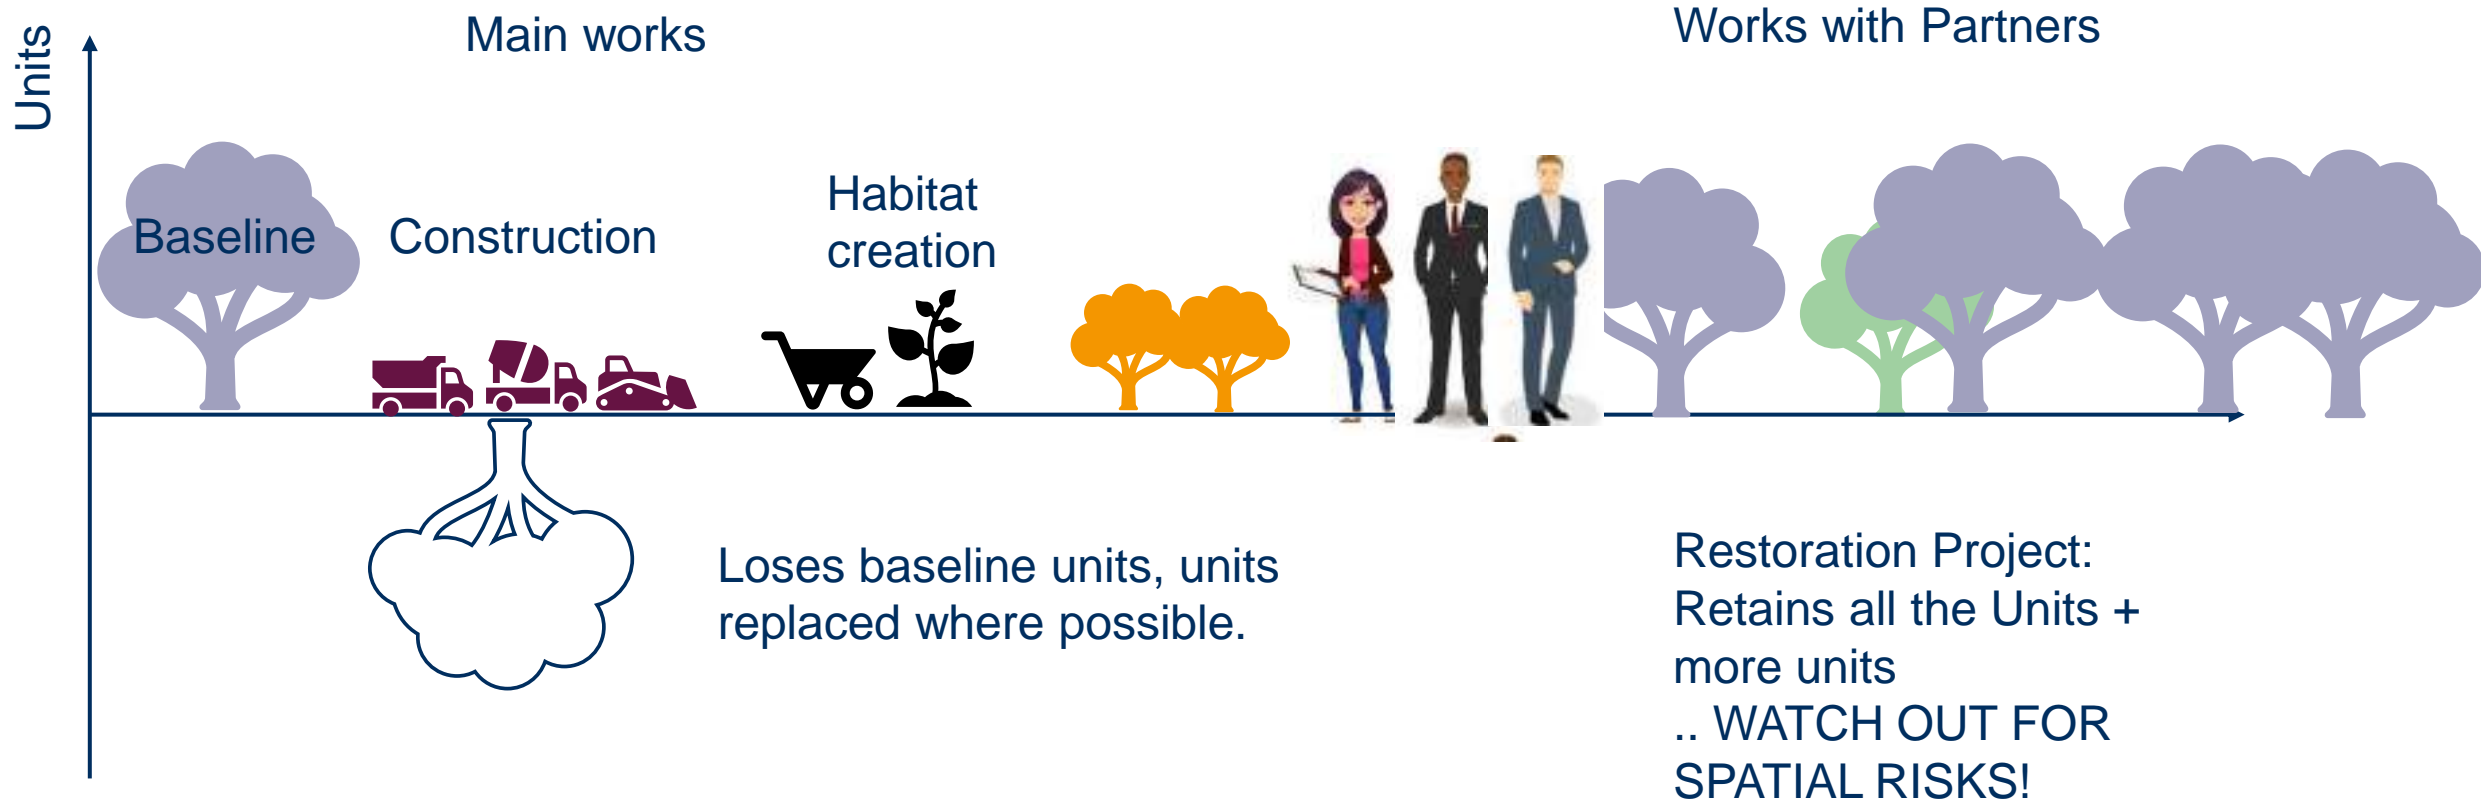 Units
Main works
Works with Partners
Baseline
Construction
Habitat
creation
Loses baseline units, units
replaced where possible.
Restoration Project:
Retains all the Units +
more units
.. WATCH OUT FOR
SPATIAL RISKS!